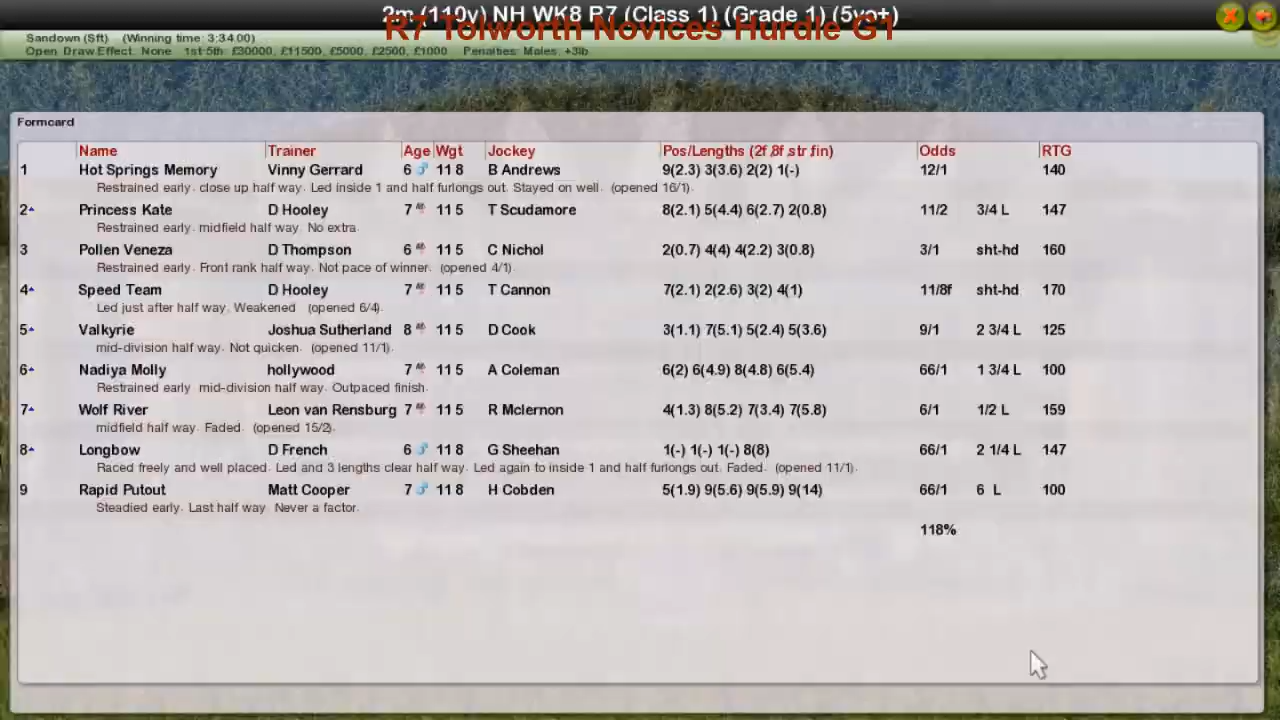 2m (110y) NH WK8 R7 (Class 1) (Grade 1) (5yo+)
R7 Tolworth Novices Hurdle G1
Sandown (Sft) (Winning time: 3:34.00)
Open. Draw Effect. None. 1st-5th: £30000, £11500, £5000, £2500, £1000 Penalties: Males, +3lb
Formcard
Name Trainer Age Wgt Jockey Pos/Lengths (2f,8f,str,fin) Odds RTG
1 Hot Springs Memory Vinny Gerrard 6 11 8 B Andrews 9(2.3) 3(3.6) 2(2) 1(-) 12/1 140
Restrained early. close up half way. Led inside 1 and half furlongs out. Stayed on well. (opened 16/1).
2 Princess Kate D Hooley 7 11 5 T Scudamore 8(2.1) 5(4.4) 6(2.7) 2(0.8) 11/2 3/4 L 147
Restrained early. midfield half way. No extra.
3 Pollen Veneza D Thompson 6 11 5 C Nichol 2(0.7) 4(4) 4(2.2) 3(0.8) 3/1 sht-hd 160
Restrained early. Front rank half way. Not pace of winner. (opened 4/1).
4 Speed Team D Hooley 7 11 5 T Cannon 7(2.1) 2(2.6) 3(2) 4(1) 11/8f sht-hd 170
Led just after half way. Weakened (opened 6/4).
5 Valkyrie Joshua Sutherland 8 11 5 D Cook 3(1.1) 7(5.1) 5(2.4) 5(3.6) 9/1 2 3/4 L 125
mid-division half way. Not quicken. (opened 11/1).
6 Nadiya Molly hollywood 7 11 5 A Coleman 6(2) 6(4.9) 8(4.8) 6(5.4) 66/1 1 3/4 L 100
Restrained early mid-division half way. Outpaced finish.
7 Wolf River Leon van Rensburg 7 11 5 R Mclernon 4(1.3) 8(5.2) 7(3.4) 7(5.8) 6/1 1/2 L 159
midfield half way. Faded. (opened 15/2).
8 Longbow D French 6 11 8 G Sheehan 1(-) 1(-) 1(-) 8(8) 66/1 2 1/4 L 147
Raced freely and well placed. Led and 3 lengths clear half way. Led again to inside 1 and half furlongs out. Faded. (opened 11/1).
9 Rapid Putout Matt Cooper 7 11 8 H Cobden 5(1.9) 9(5.6) 9(5.9) 9(14) 66/1 6 L 100
Steadied early. Last half way. Never a factor.
118%